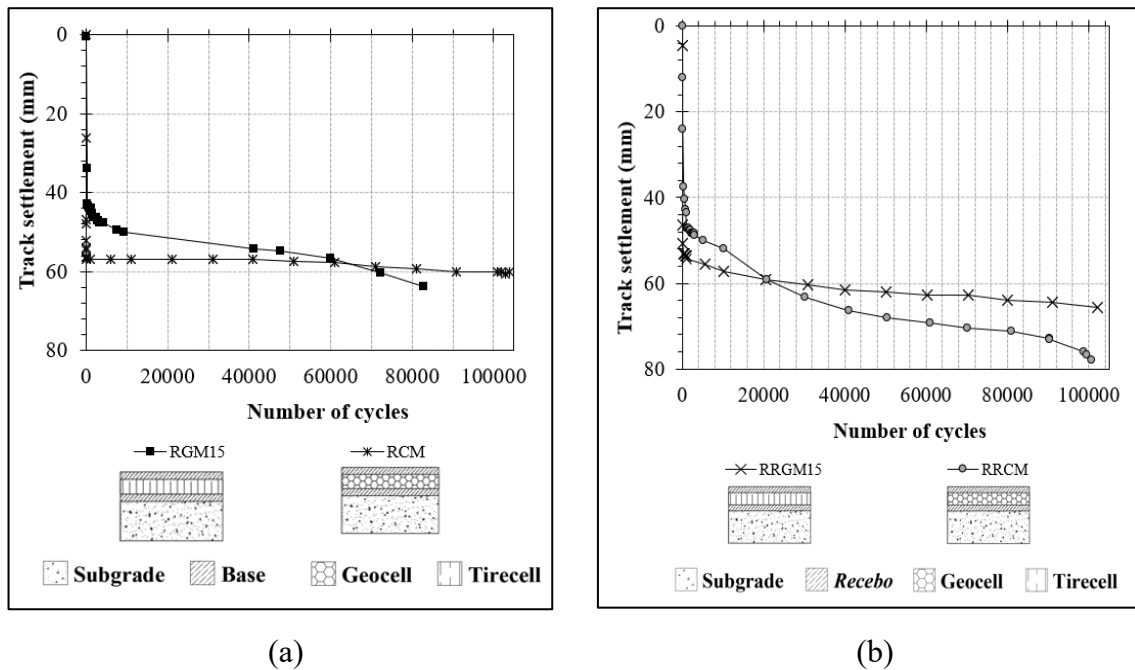 0
20
40
60
80
Track settlement (mm)
0 20000 40000 60000 80000 100000
Number of cycles
RGM15 RCM
Subgrade Base Geocell Tirecell
(a)
0
20
40
60
80
Track settlement (mm)
0 20000 40000 60000 80000 100000
Number of cycles
RRGM15 RRCM
Subgrade Recebo Geocell Tirecell
(b)